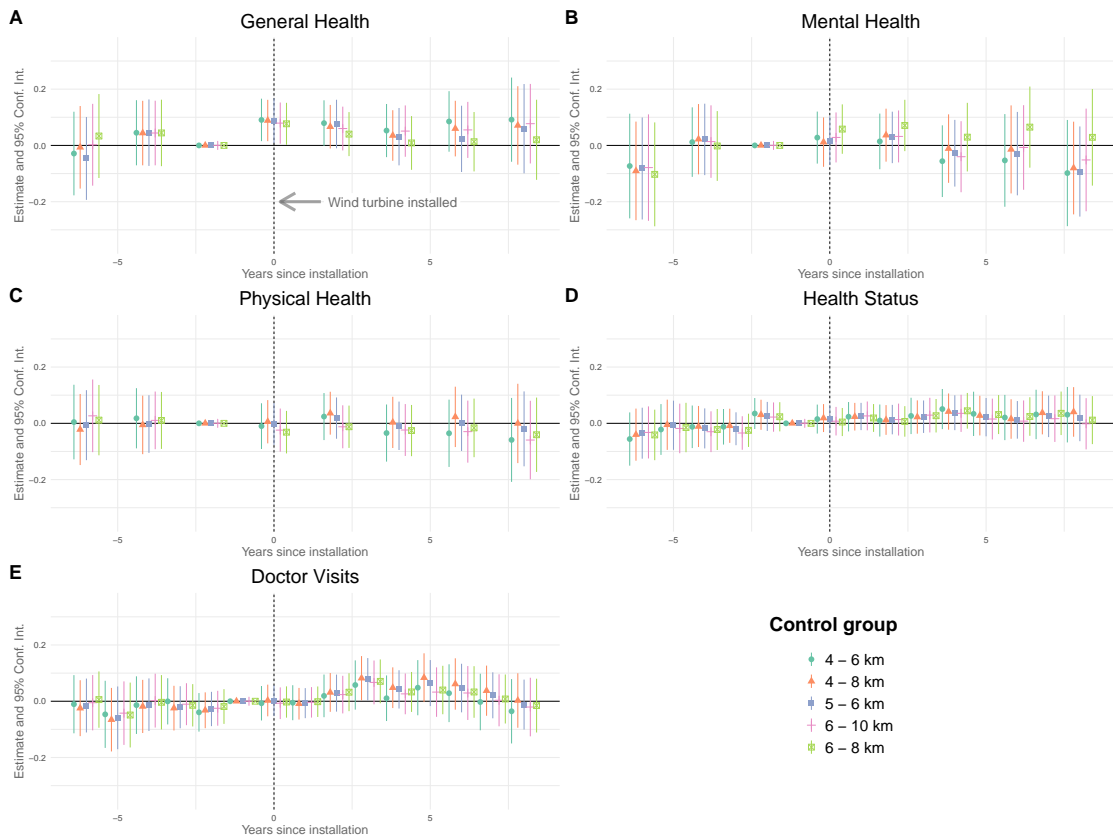 A
General Health
Estimate and 95% Conf. Int.
0.2
0.0
−0.2
Wind turbine installed
−5
0
5
Years since installation
B
Mental Health
Estimate and 95% Conf. Int.
0.2
0.0
−0.2
−5
0
5
Years since installation
C
Physical Health
Estimate and 95% Conf. Int.
0.2
0.0
−0.2
−5
0
5
Years since installation
D
Health Status
Estimate and 95% Conf. Int.
0.2
0.0
−0.2
−5
0
5
Years since installation
E
Doctor Visits
Estimate and 95% Conf. Int.
0.2
0.0
−0.2
−5
0
5
Years since installation
Control group
4 − 6 km
4 − 8 km
5 − 6 km
6 − 10 km
6 − 8 km